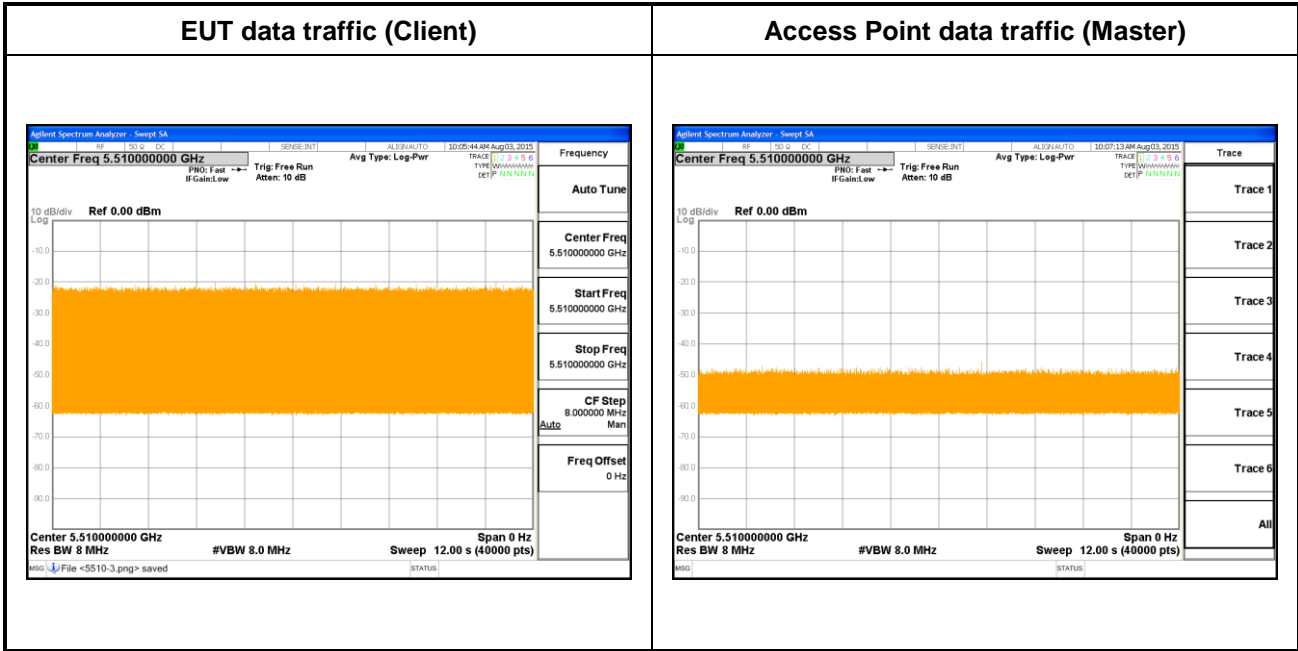 EUT data traffic (Client)
Access Point data traffic (Master)
Agilent Spectrum Analyzer - Swept SA
RF 50 Ω DC SENSE:INT ALIGNAUTO 10:05:44 AM Aug 03, 2015
Center Freq 5.510000000 GHz
PNO: Fast
IFGain:Low
Trig: Free Run
Atten: 10 dB
Avg Type: Log-Pwr
TRACE 1 2 3 4 5 6
TYPE
DET P N N N N N
Frequency
Auto Tune
Center Freq
5.510000000 GHz
Start Freq
5.510000000 GHz
Stop Freq
5.510000000 GHz
CF Step
8.000000 MHz
Auto Man
Freq Offset
0 Hz
10 dB/div Ref 0.00 dBm
Log
-10.0
-20.0
-30.0
-40.0
-50.0
-60.0
-70.0
-80.0
-90.0
Center 5.510000000 GHz Span 0 Hz
Res BW 8 MHz #VBW 8.0 MHz Sweep 12.00 s (40000 pts)
MSG File <5510-3.png> saved STATUS
Agilent Spectrum Analyzer - Swept SA
RF 50 Ω DC SENSE:INT ALIGNAUTO 10:07:13 AM Aug 03, 2015
Center Freq 5.510000000 GHz
PNO: Fast
IFGain:Low
Trig: Free Run
Atten: 10 dB
Avg Type: Log-Pwr
TRACE 1 2 3 4 5 6
TYPE
DET P N N N N N
Trace
Trace 1
Trace 2
Trace 3
Trace 4
Trace 5
Trace 6
All
10 dB/div Ref 0.00 dBm
Log
-10.0
-20.0
-30.0
-40.0
-50.0
-60.0
-70.0
-80.0
-90.0
Center 5.510000000 GHz Span 0 Hz
Res BW 8 MHz #VBW 8.0 MHz Sweep 12.00 s (40000 pts)
MSG STATUS